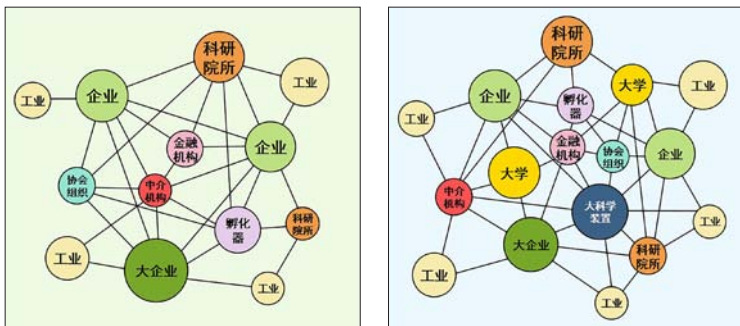 科研
院所
工业
企业
工业
金融
机构
企业
协会
组织
中介
机构
孵化
器
科研
院所
工业
大企业
工业
科研
院所
大学
工业
企业
孵化
器
工业
金融
机构
协会
组织
企业
大学
中介
机构
大科学
装置
工业
大企业
科研
院所
工业
工业